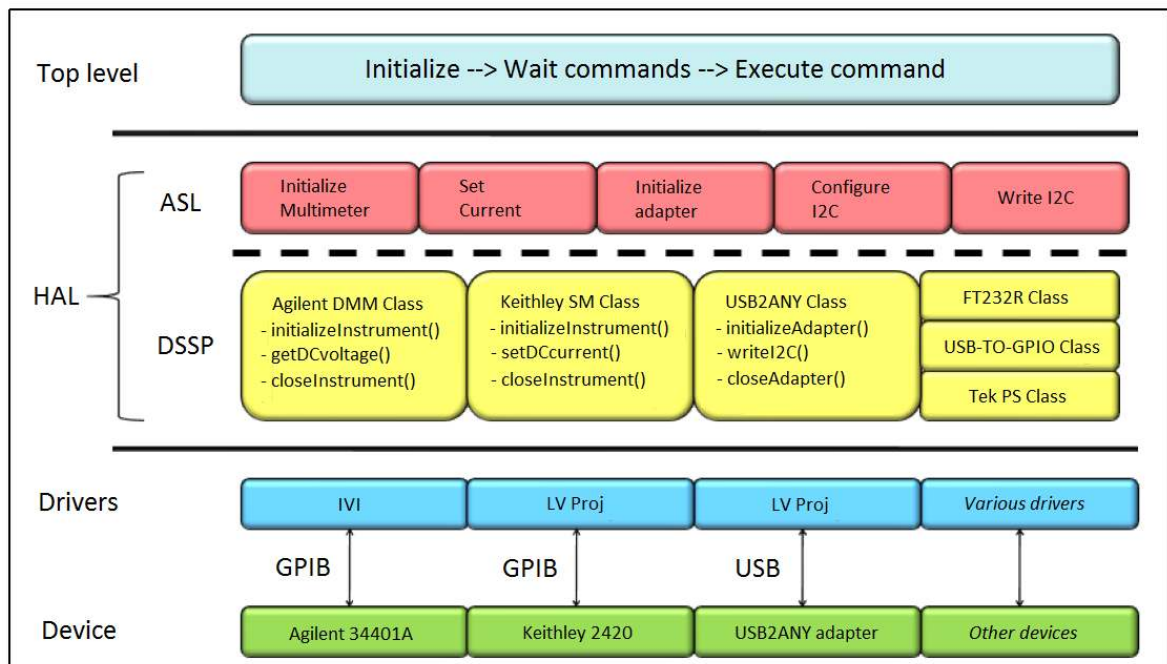 Top level
Initialize --> Wait commands --> Execute command
HAL
ASL
Initialize
Multimeter
Set
Current
Initialize
adapter
Configure
I2C
Write I2C
DSSP
Agilent DMM Class
- initializeInstrument()
- getDCvoltage()
- closeInstrument()
Keithley SM Class
- initializeInstrument()
- setDCcurrent()
- closeInstrument()
USB2ANY Class
- initializeAdapter()
- writeI2C()
- closeAdapter()
FT232R Class
USB-TO-GPIO Class
Tek PS Class
Drivers
IVI
LV Proj
LV Proj
Various drivers
GPIB
GPIB
USB
Device
Agilent 34401A
Keithley 2420
USB2ANY adapter
Other devices